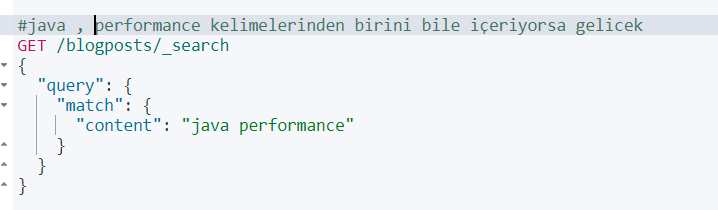 #java , performance kelimelerinden birini bile içeriyorsa gelicek
GET /blogposts/_search
{
  "query": {
    "match": {
      "content": "java performance"
    }
  }
}